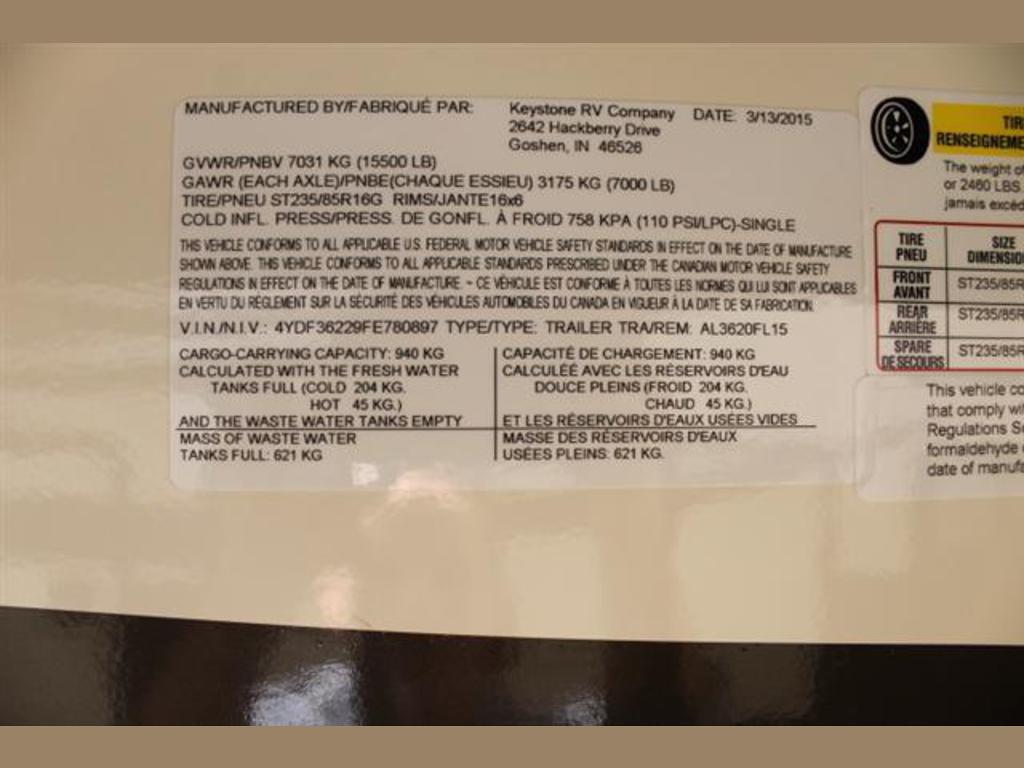 MANUFACTURED BY/FABRIQUÉ PAR: Keystone RV Company DATE: 3/13/2015
2642 Hackberry Drive
Goshen, IN 46526
GVWR/PNBV 7031 KG (15500 LB)
GAWR (EACH AXLE)/PNBE(CHAQUE ESSIEU) 3175 KG (7000 LB)
TIRE/PNEU ST235/85R16G RIMS/JANTE16x6
COLD INFL. PRESS/PRESS. DE GONFL. À FROID 758 KPA (110 PSI/LPC)-SINGLE
THIS VEHICLE CONFORMS TO ALL APPLICABLE U.S. FEDERAL MOTOR VEHICLE SAFETY STANDARDS IN EFFECT ON THE DATE OF MANUFACTURE
SHOWN ABOVE. THIS VEHICLE CONFORMS TO ALL APPLICABLE STANDARDS PRESCRIBED UNDER THE CANADIAN MOTOR VEHICLE SAFETY
REGULATIONS IN EFFECT ON THE DATE OF MANUFACTURE. - CE VÉHICULE EST CONFORME À TOUTES LES NORMES QUI LUI SONT APPLICABLES
EN VERTU DU RÉGLEMENT SUR LA SÉCURITÉ DES VÉHICULES AUTOMOBILES DU CANADA EN VIGUEUR À LA DATE DE SA FABRICATION.
V.I.N./N.I.V.: 4YDF36229FE780897 TYPE/TYPE: TRAILER TRA/REM: AL3620FL15
CARGO-CARRYING CAPACITY: 940 KG
CALCULATED WITH THE FRESH WATER
TANKS FULL (COLD 204 KG.
HOT 45 KG.)
AND THE WASTE WATER TANKS EMPTY
MASS OF WASTE WATER
TANKS FULL: 621 KG
CAPACITÉ DE CHARGEMENT: 940 KG
CALCULÉE AVEC LES RÉSERVOIRS D'EAU
DOUCE PLEINS (FROID 204 KG.
CHAUD 45 KG.)
ET LES RÉSERVOIRS D'EAUX USÉES VIDES
MASSE DES RÉSERVOIRS D'EAUX
USÉES PLEINS: 621 KG.
TIR
RENSEIGNEME
The weight of
or 2460 LBS
jamais excéd
TIRE SIZE
PNEU DIMENSIO
FRONT ST235/85R
AVANT
REAR ST235/85R
ARRIÈRE
SPARE ST235/85R
DE SECOURS
This vehicle co
that comply wi
Regulations Se
formaldehyde
date of manufa